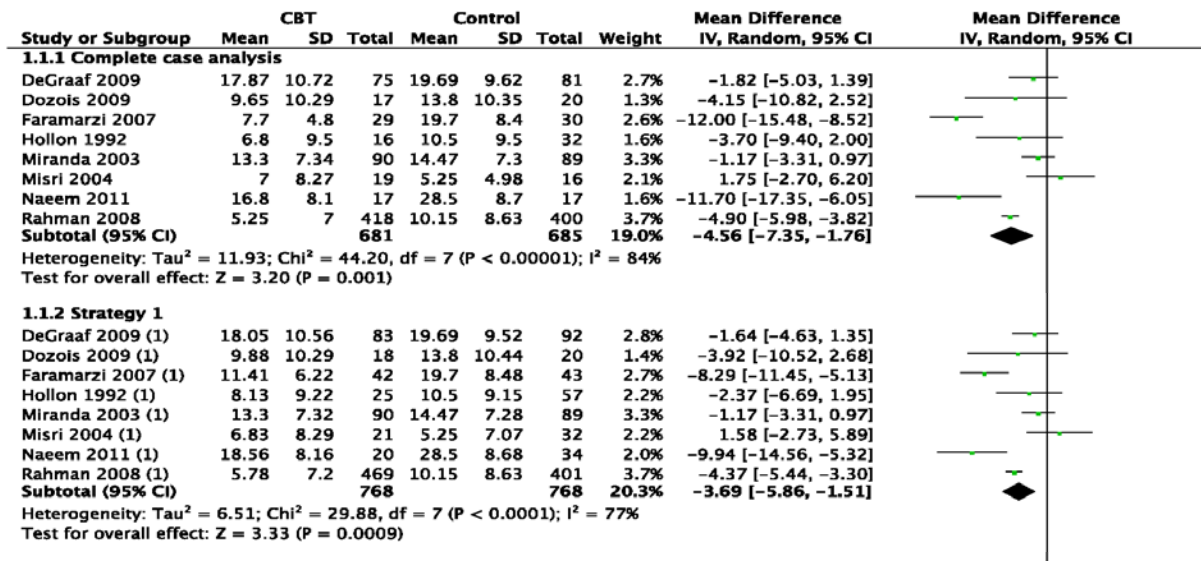 CBT Control Mean Difference Mean Difference
Study or Subgroup Mean SD Total Mean SD Total Weight IV, Random, 95% CI IV, Random, 95% CI
1.1.1 Complete case analysis
DeGraaf 2009 17.87 10.72 75 19.69 9.62 81 2.7% −1.82 [−5.03, 1.39]
Dozois 2009 9.65 10.29 17 13.8 10.35 20 1.3% −4.15 [−10.82, 2.52]
Faramarzi 2007 7.7 4.8 29 19.7 8.4 30 2.6% −12.00 [−15.48, −8.52]
Hollon 1992 6.8 9.5 16 10.5 9.5 32 1.6% −3.70 [−9.40, 2.00]
Miranda 2003 13.3 7.34 90 14.47 7.3 89 3.3% −1.17 [−3.31, 0.97]
Misri 2004 7 8.27 19 5.25 4.98 16 2.1% 1.75 [−2.70, 6.20]
Naeem 2011 16.8 8.1 17 28.5 8.7 17 1.6% −11.70 [−17.35, −6.05]
Rahman 2008 5.25 7 418 10.15 8.63 400 3.7% −4.90 [−5.98, −3.82]
Subtotal (95% CI) 681 685 19.0% −4.56 [−7.35, −1.76]
Heterogeneity: Tau² = 11.93; Chi² = 44.20, df = 7 (P < 0.00001); I² = 84%
Test for overall effect: Z = 3.20 (P = 0.001)
1.1.2 Strategy 1
DeGraaf 2009 (1) 18.05 10.56 83 19.69 9.52 92 2.8% −1.64 [−4.63, 1.35]
Dozois 2009 (1) 9.88 10.29 18 13.8 10.44 20 1.4% −3.92 [−10.52, 2.68]
Faramarzi 2007 (1) 11.41 6.22 42 19.7 8.48 43 2.7% −8.29 [−11.45, −5.13]
Hollon 1992 (1) 8.13 9.22 25 10.5 9.15 57 2.2% −2.37 [−6.69, 1.95]
Miranda 2003 (1) 13.3 7.32 90 14.47 7.28 89 3.3% −1.17 [−3.31, 0.97]
Misri 2004 (1) 6.83 8.29 21 5.25 7.07 32 2.2% 1.58 [−2.73, 5.89]
Naeem 2011 (1) 18.56 8.16 20 28.5 8.68 34 2.0% −9.94 [−14.56, −5.32]
Rahman 2008 (1) 5.78 7.2 469 10.15 8.63 401 3.7% −4.37 [−5.44, −3.30]
Subtotal (95% CI) 768 768 20.3% −3.69 [−5.86, −1.51]
Heterogeneity: Tau² = 6.51; Chi² = 29.88, df = 7 (P < 0.0001); I² = 77%
Test for overall effect: Z = 3.33 (P = 0.0009)